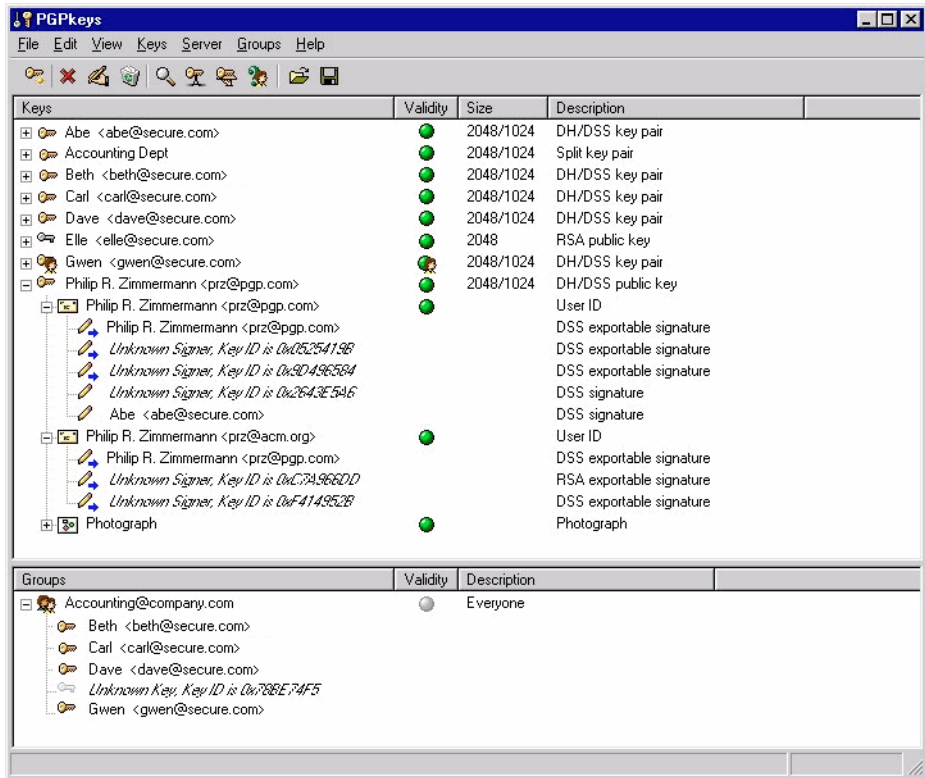 PGPkeys
File Edit View Keys Server Groups Help
Keys Validity Size Description
Abe <abe@secure.com> 2048/1024 DH/DSS key pair
Accounting Dept 2048/1024 Split key pair
Beth <beth@secure.com> 2048/1024 DH/DSS key pair
Carl <carl@secure.com> 2048/1024 DH/DSS key pair
Dave <dave@secure.com> 2048/1024 DH/DSS key pair
Elle <elle@secure.com> 2048 RSA public key
Gwen <gwen@secure.com> 2048/1024 DH/DSS key pair
Philip R. Zimmermann <prz@pgp.com> 2048/1024 DH/DSS public key
Philip R. Zimmermann <prz@pgp.com> User ID
Philip R. Zimmermann <prz@pgp.com> DSS exportable signature
Unknown Signer, Key ID is 0x0525419B DSS exportable signature
Unknown Signer, Key ID is 0x9D496584 DSS exportable signature
Unknown Signer, Key ID is 0x2643E5A6 DSS signature
Abe <abe@secure.com> DSS signature
Philip R. Zimmermann <prz@acm.org> User ID
Philip R. Zimmermann <prz@pgp.com> DSS exportable signature
Unknown Signer, Key ID is 0xC7A966DD RSA exportable signature
Unknown Signer, Key ID is 0xF414952B DSS exportable signature
Photograph Photograph
Groups Validity Description
Accounting@company.com Everyone
Beth <beth@secure.com>
Carl <carl@secure.com>
Dave <dave@secure.com>
Unknown Key, Key ID is 0x78BE74F5
Gwen <gwen@secure.com>